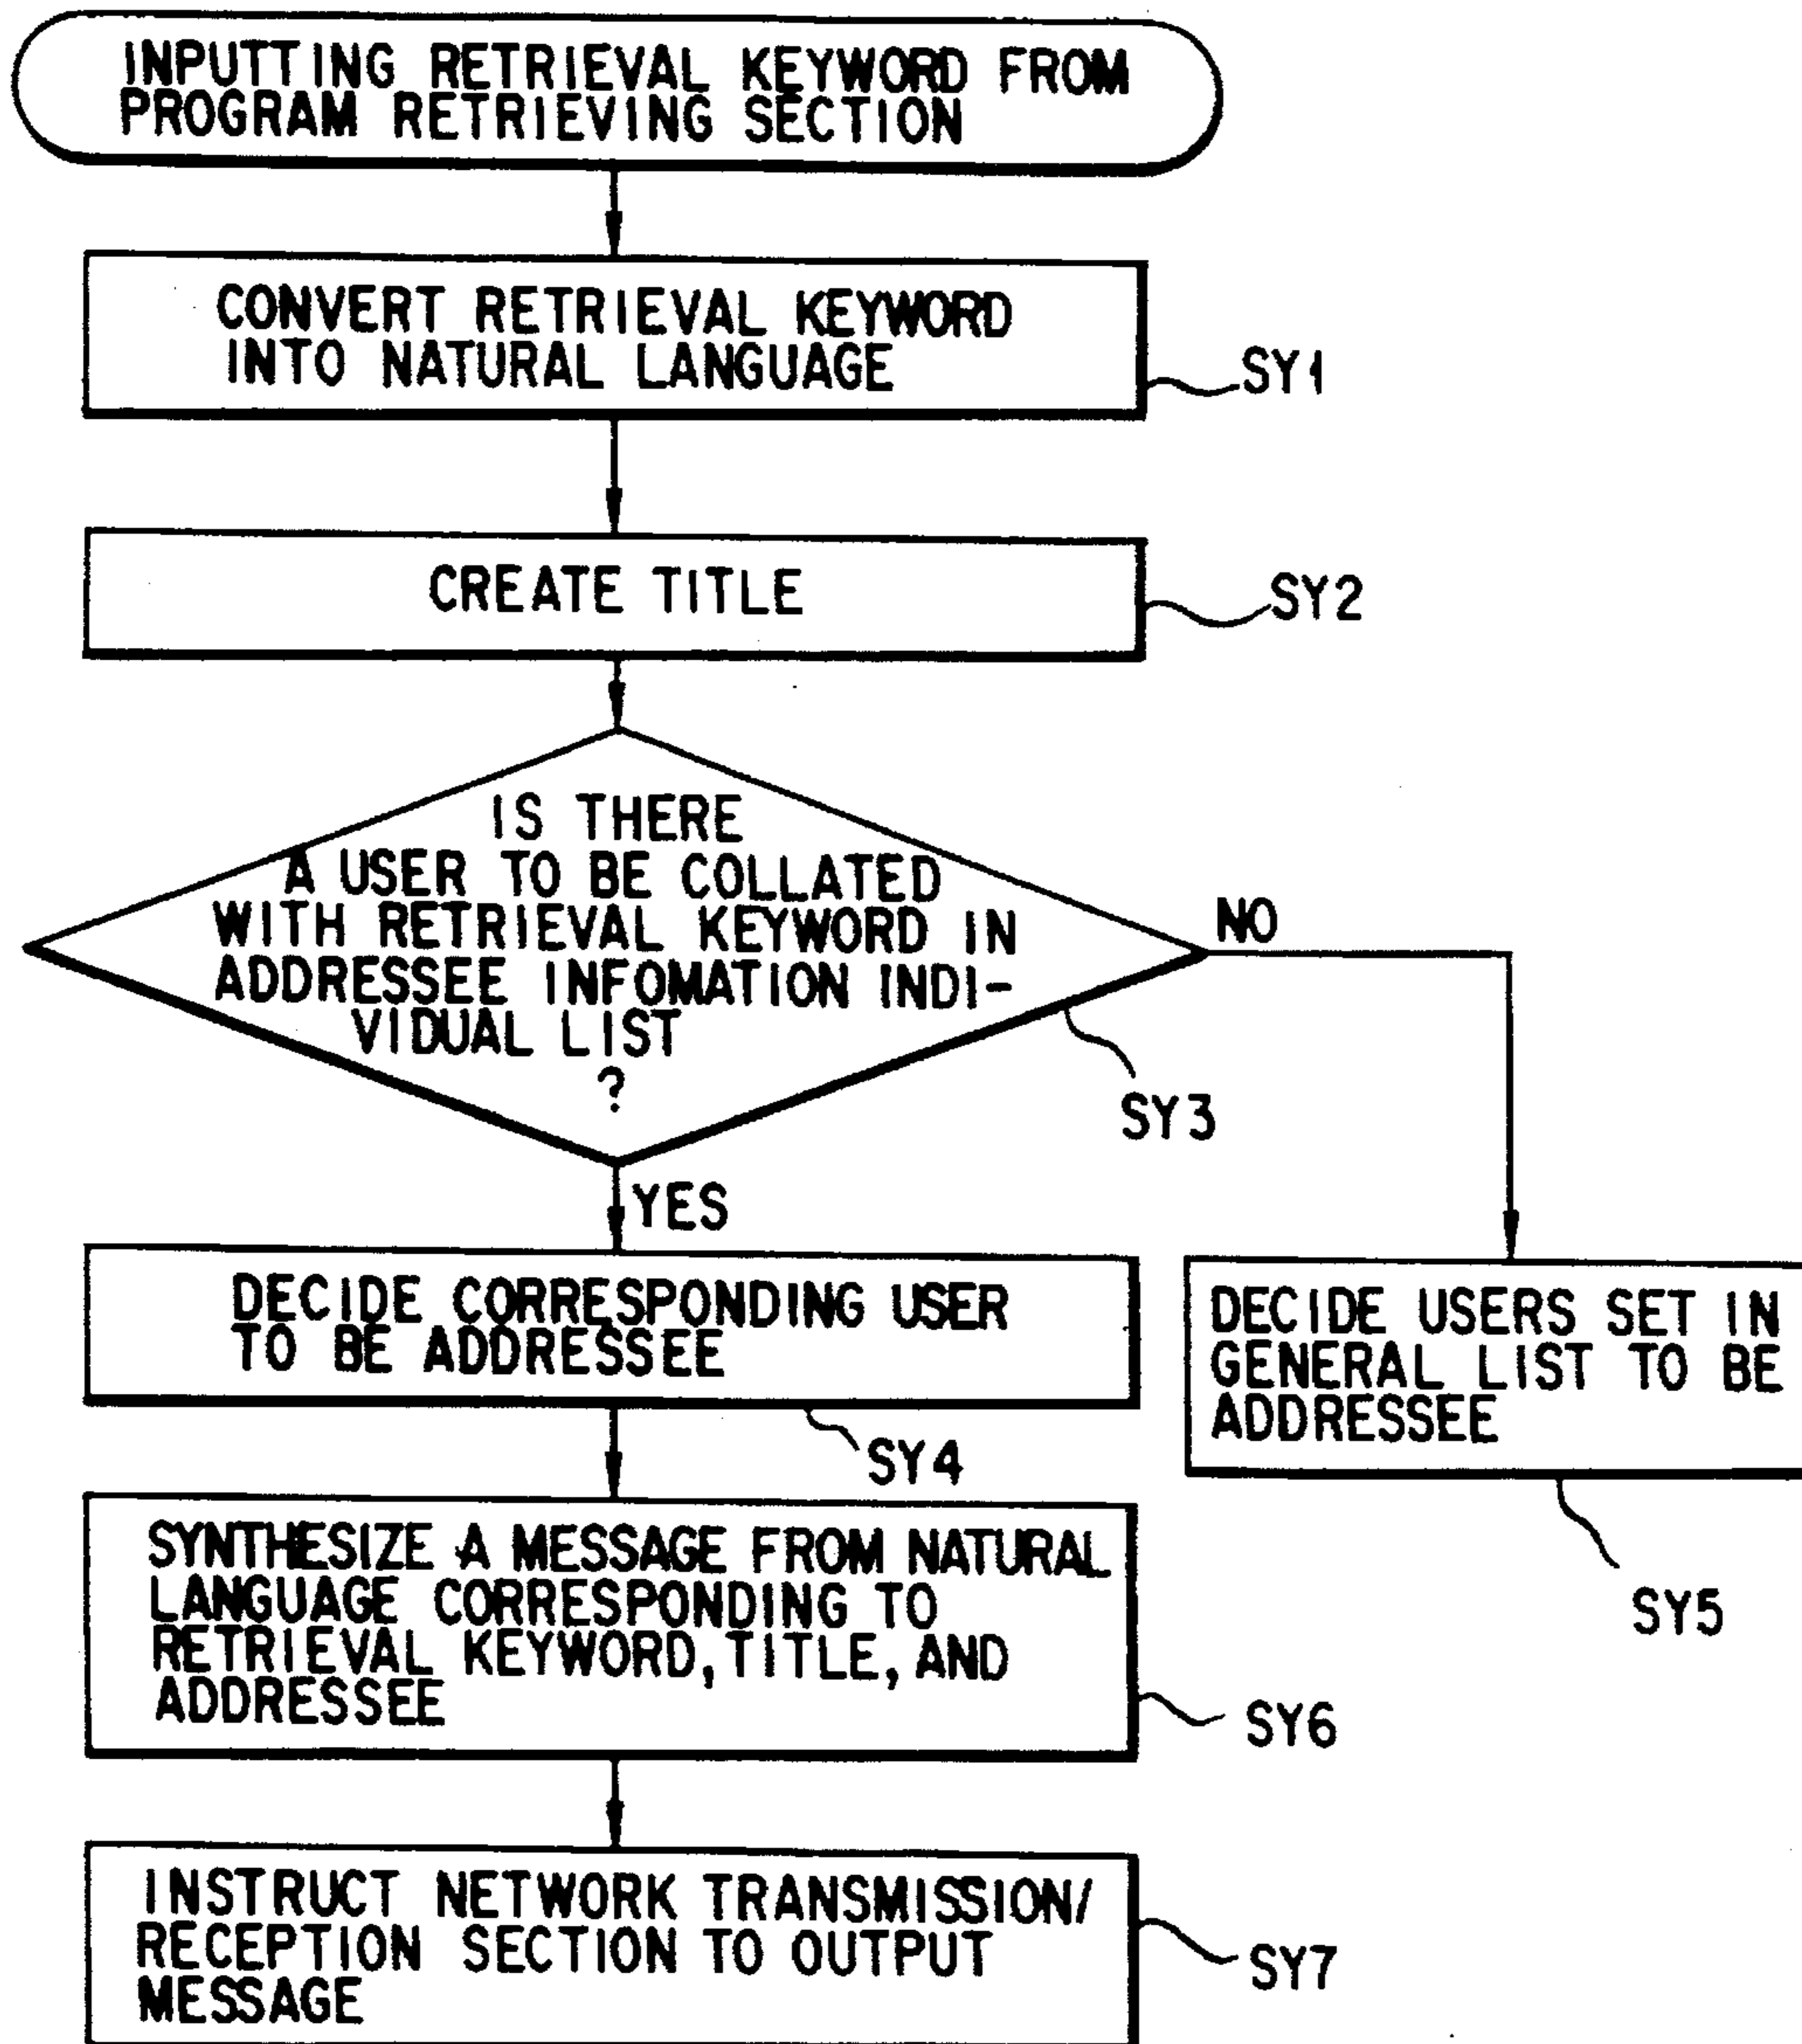 INPUTTING RETRIEVAL KEYWORD FROM
PROGRAM RETRIEVING SECTION
CONVERT RETRIEVAL KEYWORD
INTO NATURAL LANGUAGE
SY1
CREATE TITLE
SY2
IS THERE
A USER TO BE COLLATED
WITH RETRIEVAL KEYWORD IN
ADDRESSEE INFOMATION INDI-
VIDUAL LIST
?
NO
SY3
YES
DECIDE CORRESPONDING USER
TO BE ADDRESSEE
SY4
DECIDE USERS SET IN
GENERAL LIST TO BE
ADDRESSEE
SY5
SYNTHESIZE A MESSAGE FROM NATURAL
LANGUAGE CORRESPONDING TO
RETRIEVAL KEYWORD, TITLE, AND
ADDRESSEE
SY6
INSTRUCT NETWORK TRANSMISSION/
RECEPTION SECTION TO OUTPUT
MESSAGE
SY7